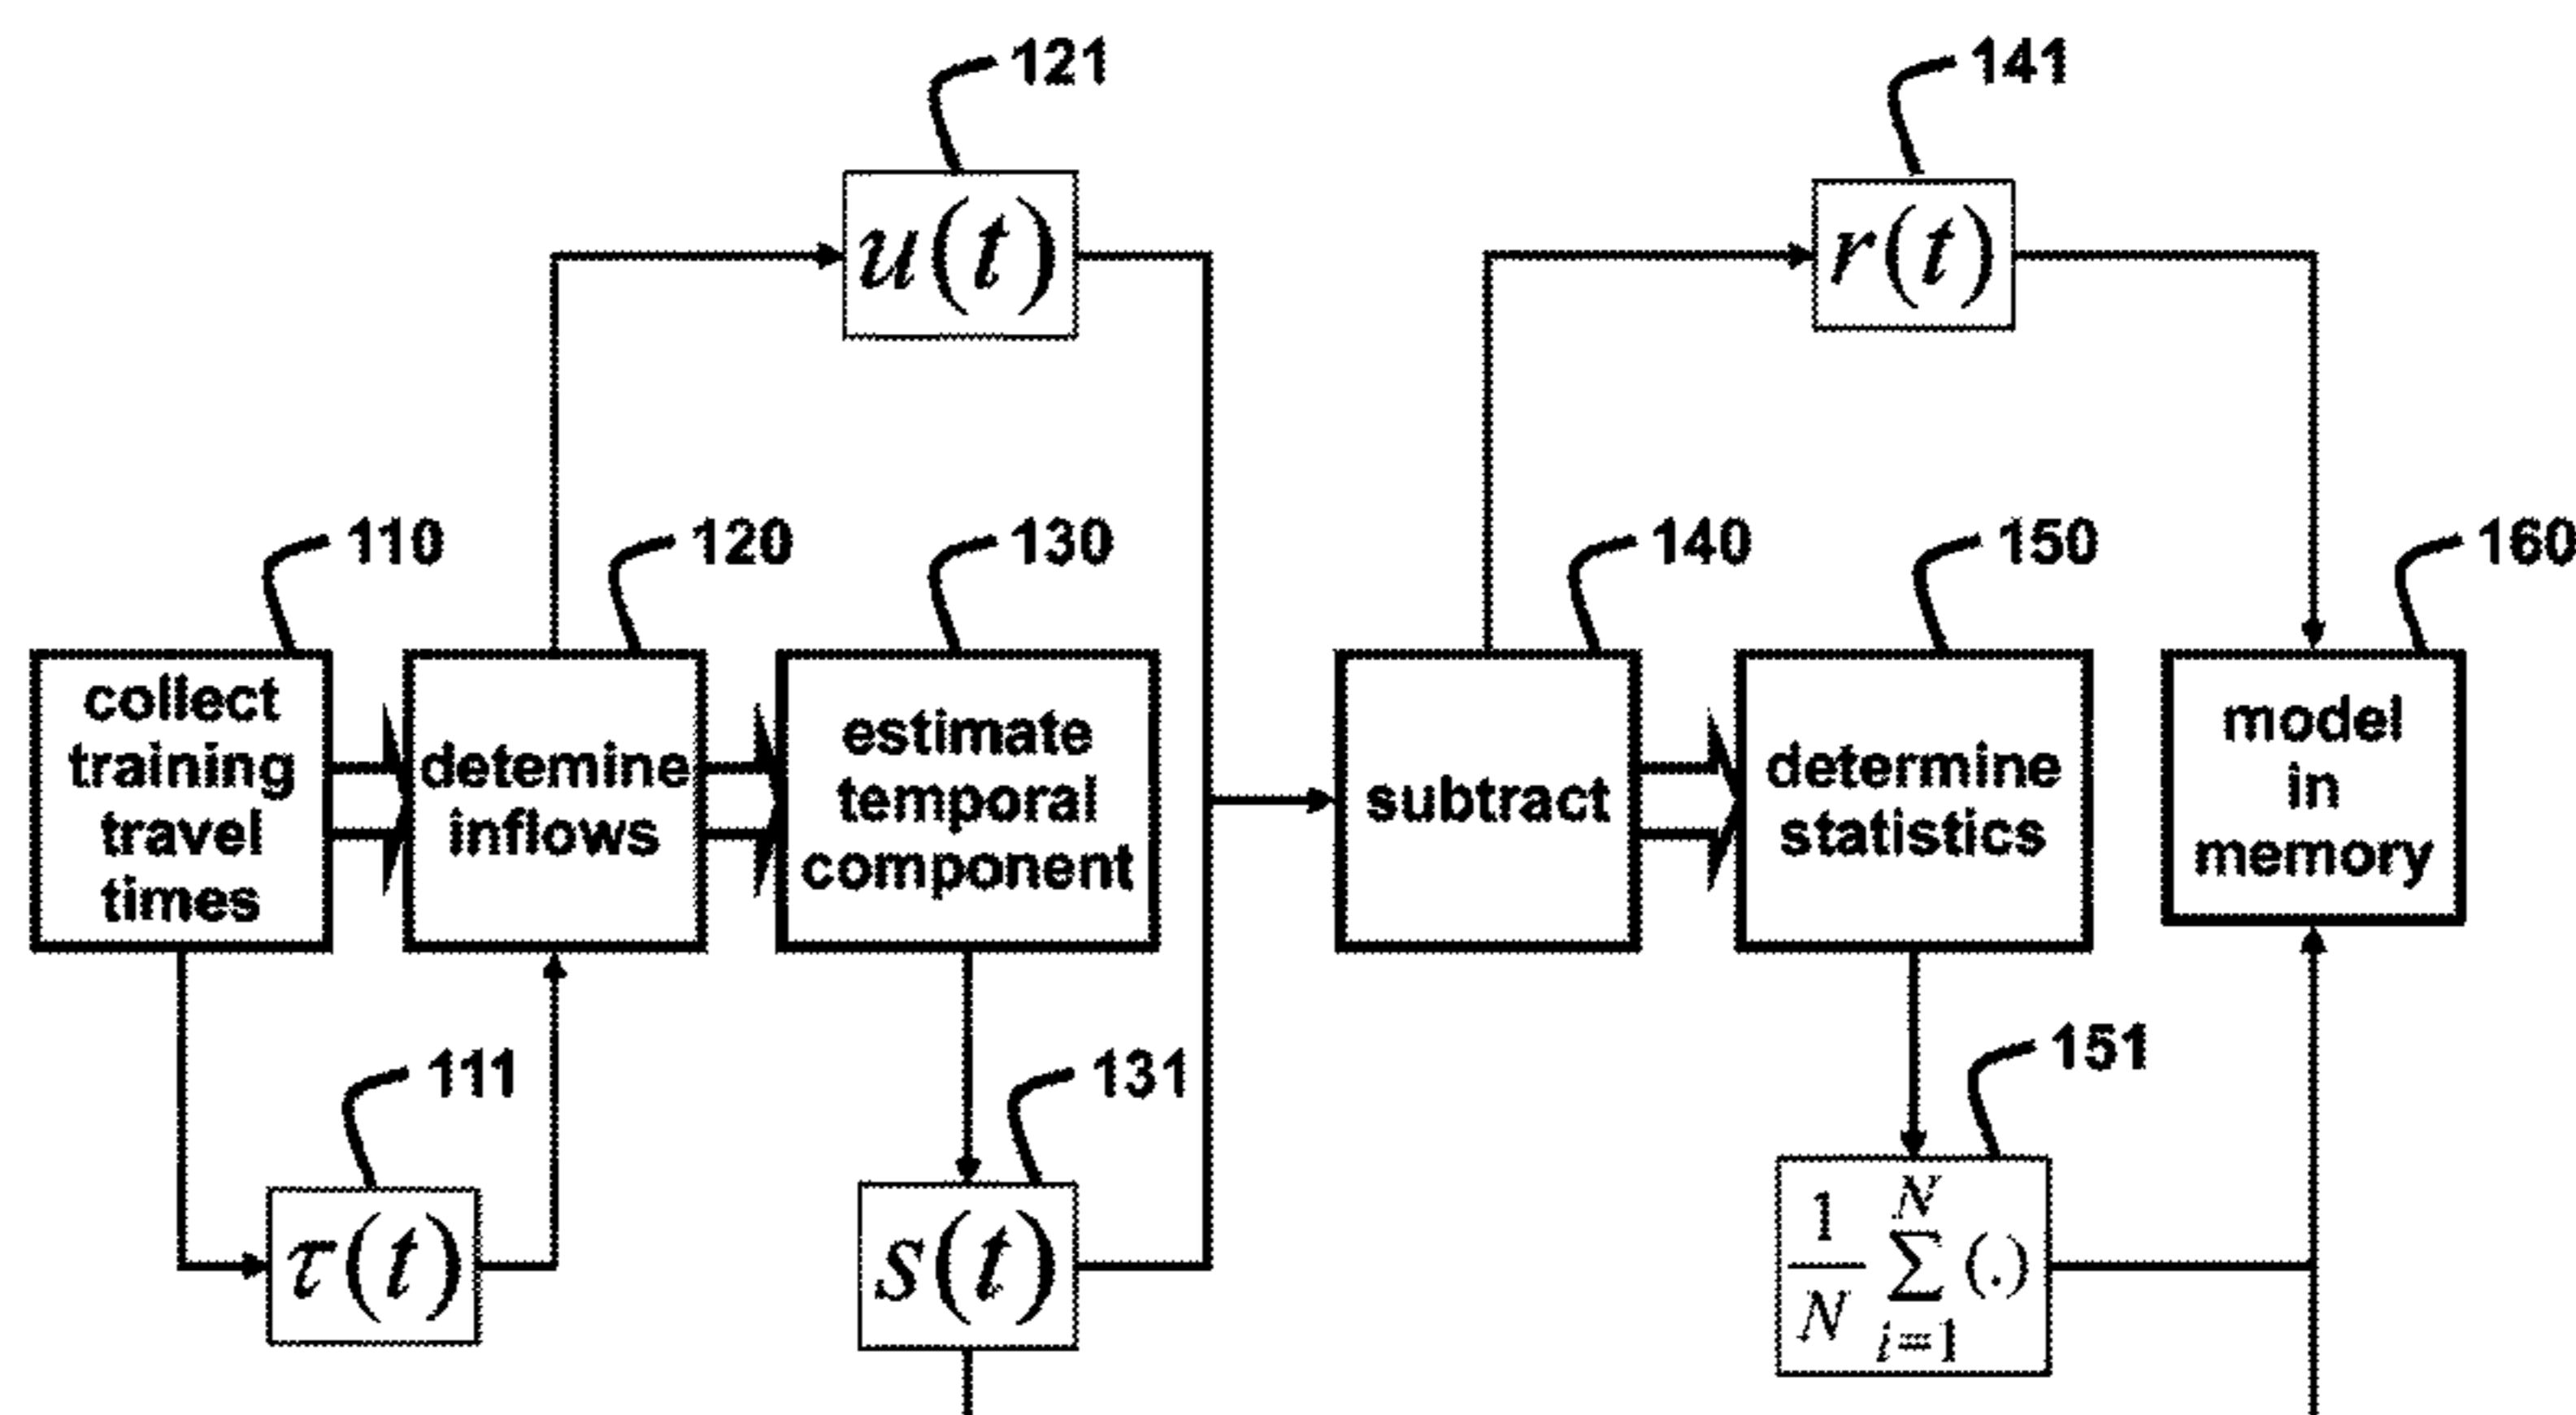 121
141
u(t)
r(t)
110
120
130
140
150
160
collect
training
travel
times
detemine
inflows
estimate
temporal
component
subtract
determine
statistics
model
in
memory
111
131
151
τ(t)
s(t)
1/N ∑ i=1 N (.)